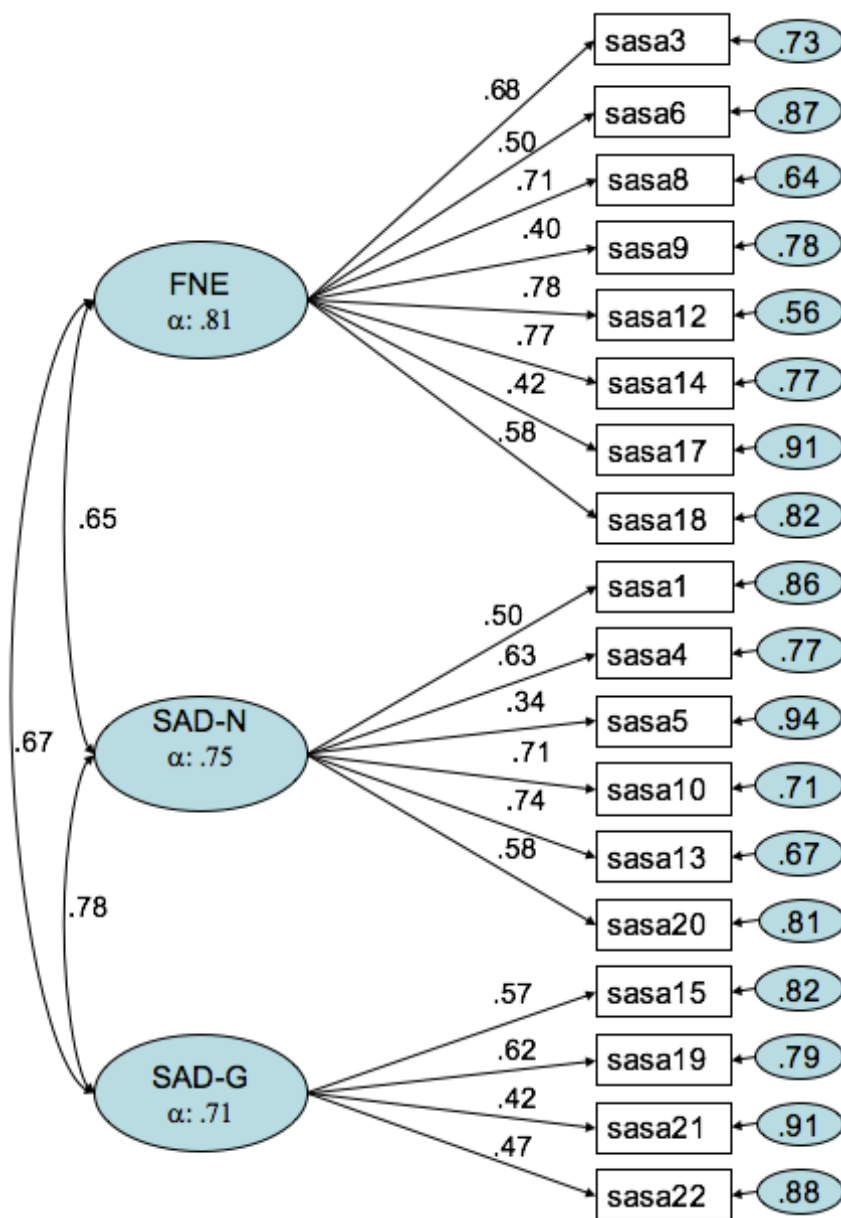 sasa3
.73
.68
sasa6
.87
.50
sasa8
.64
.71
sasa9
.78
.40
FNE
α: .81
sasa12
.56
.78
sasa14
.77
.77
sasa17
.91
.42
sasa18
.82
.58
.65
sasa1
.86
.50
sasa4
.77
.63
sasa5
.94
.34
SAD-N
α: .75
sasa10
.71
.71
sasa13
.67
.74
sasa20
.81
.58
.67
.78
sasa15
.82
.57
sasa19
.79
.62
SAD-G
α: .71
sasa21
.91
.42
sasa22
.88
.47